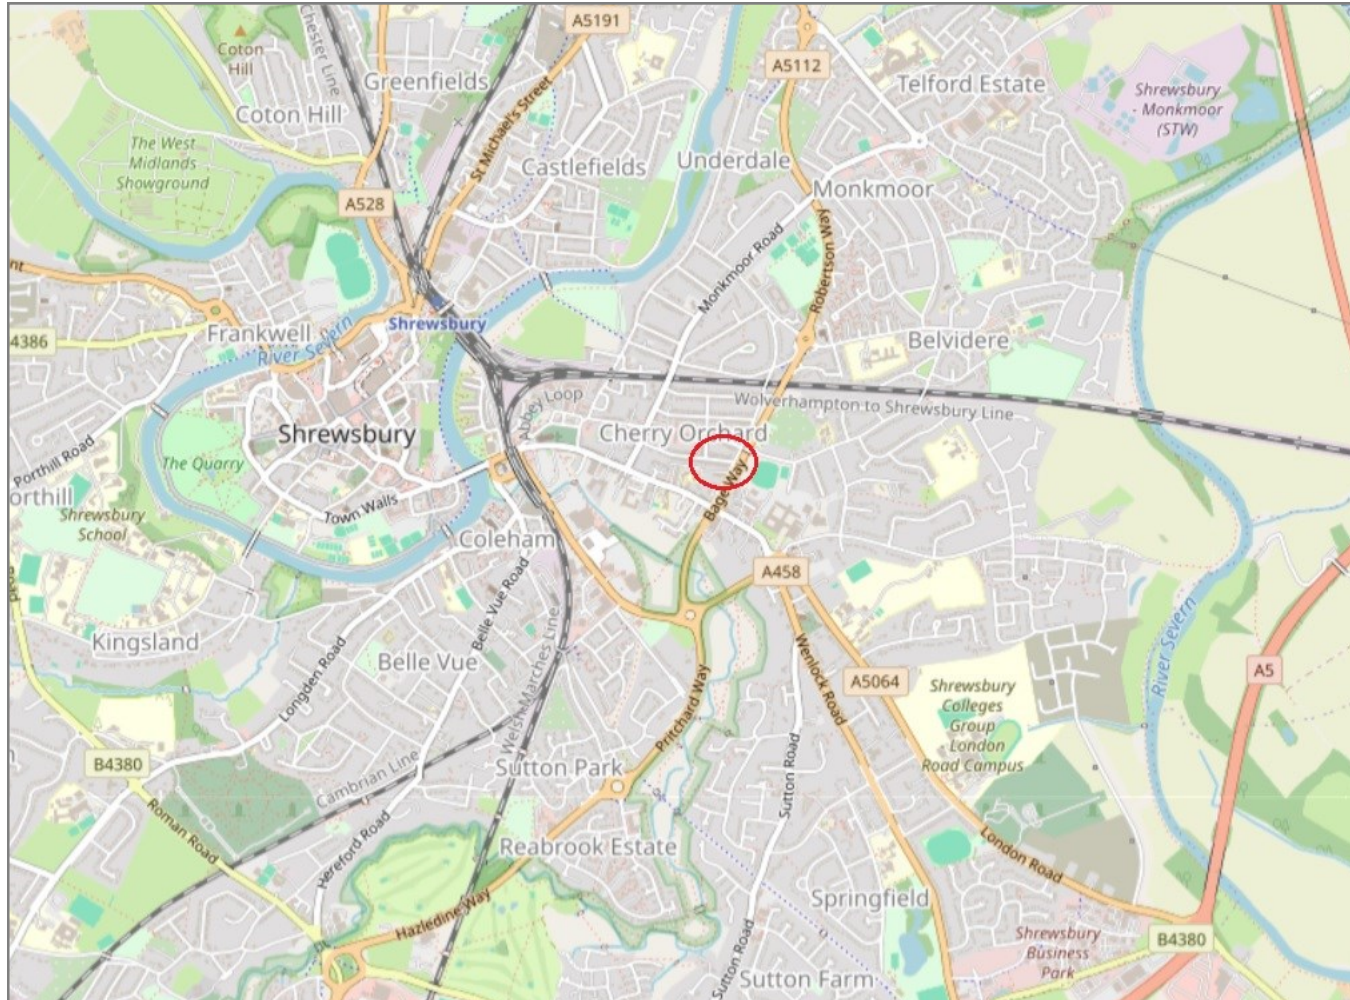 A5191
Chester Line
Coton
Hill
Greenfields
A5112
Telford Estate
Shrewsbury
- Monkmoor
(STW)
Coton Hill
St Michael's Street
The West
Midlands
Showground
Castlefields
Underdale
Monkmoor
A528
Robertson Way
Monkmoor Road
Shrewsbury
Frankwell
River Severn
4386
Belvidere
Abbey Loop
Wolverhampton to Shrewsbury Line
Cherry Orchard
Shrewsbury
The Quarry
Porthill Road
orthill
Bage Way
Town Walls
Shrewsbury
School
Coleham
A458
Belle Vue Road
Kingsland
Belle Vue
Longden Road
Welsh Marches Line
Wenlock Road
River Severn
A5
A5064
Shrewsbury
Colleges
Group
London
Road Campus
Pritchard Way
Sutton Road
B4380
Cambrian Line
Sutton Park
Roman Road
Hereford Road
Reabrook Estate
London Road
Hazledine Way
Springfield
Sutton Road
Shrewsbury
Business
Park
B4380
Sutton Farm